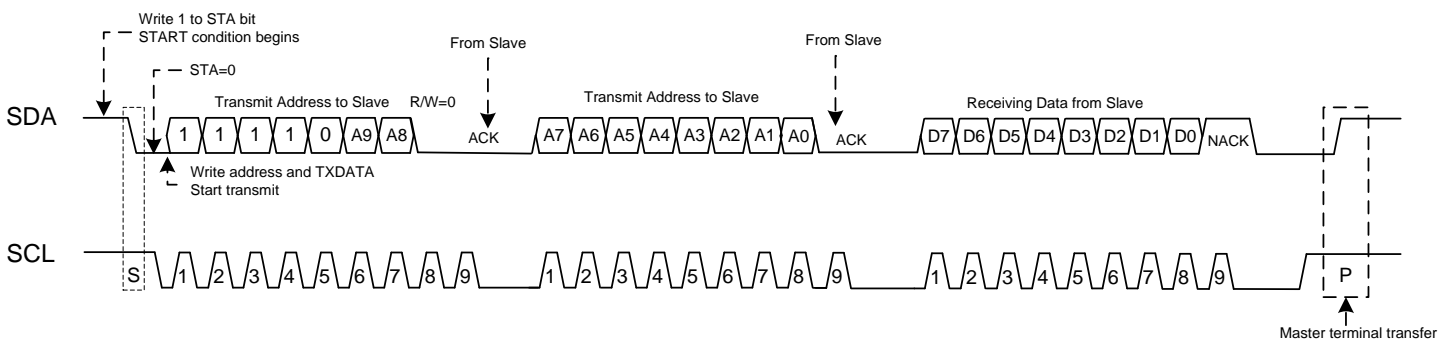 Write 1 to STA bit
START condition begins
STA=0
From Slave
From Slave
Transmit Address to Slave
R/W=0
Transmit Address to Slave
Receiving Data from Slave
SDA
1 1 1 1 0 A9 A8 ACK A7 A6 A5 A4 A3 A2 A1 A0 ACK D7 D6 D5 D4 D3 D2 D1 D0 NACK
Write address and TXDATA
Start transmit
SCL
S 1 2 3 4 5 6 7 8 9 1 2 3 4 5 6 7 8 9 1 2 3 4 5 6 7 8 9 P
Master terminal transfer